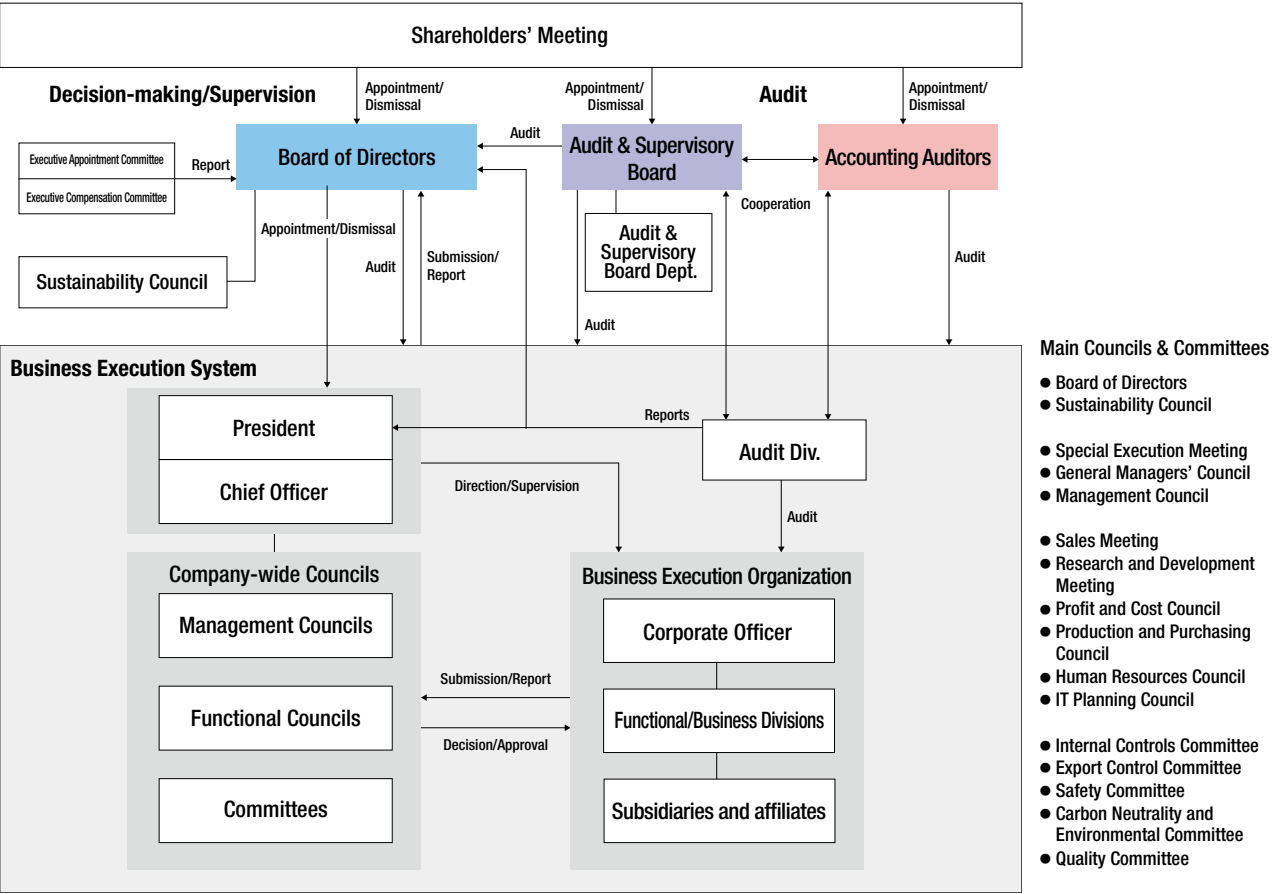 Shareholders' Meeting
Decision-making/Supervision
Appointment/
Dismissal
Appointment/
Dismissal
Audit
Appointment/
Dismissal
Executive Appointment Committee
Executive Compensation Committee
Report
Board of Directors
Audit
Audit & Supervisory
Board
Accounting Auditors
Cooperation
Sustainability Council
Appointment/Dismissal
Audit
Submission/
Report
Audit &
Supervisory
Board Dept.
Audit
Audit
Business Execution System
President
Chief Officer
Reports
Audit Div.
Direction/Supervision
Audit
Company-wide Councils
Management Councils
Functional Councils
Committees
Submission/Report
Decision/Approval
Business Execution Organization
Corporate Officer
Functional/Business Divisions
Subsidiaries and affiliates
Main Councils & Committees
● Board of Directors
● Sustainability Council
● Special Execution Meeting
● General Managers' Council
● Management Council
● Sales Meeting
● Research and Development
Meeting
● Profit and Cost Council
● Production and Purchasing
Council
● Human Resources Council
● IT Planning Council
● Internal Controls Committee
● Export Control Committee
● Safety Committee
● Carbon Neutrality and
Environmental Committee
● Quality Committee